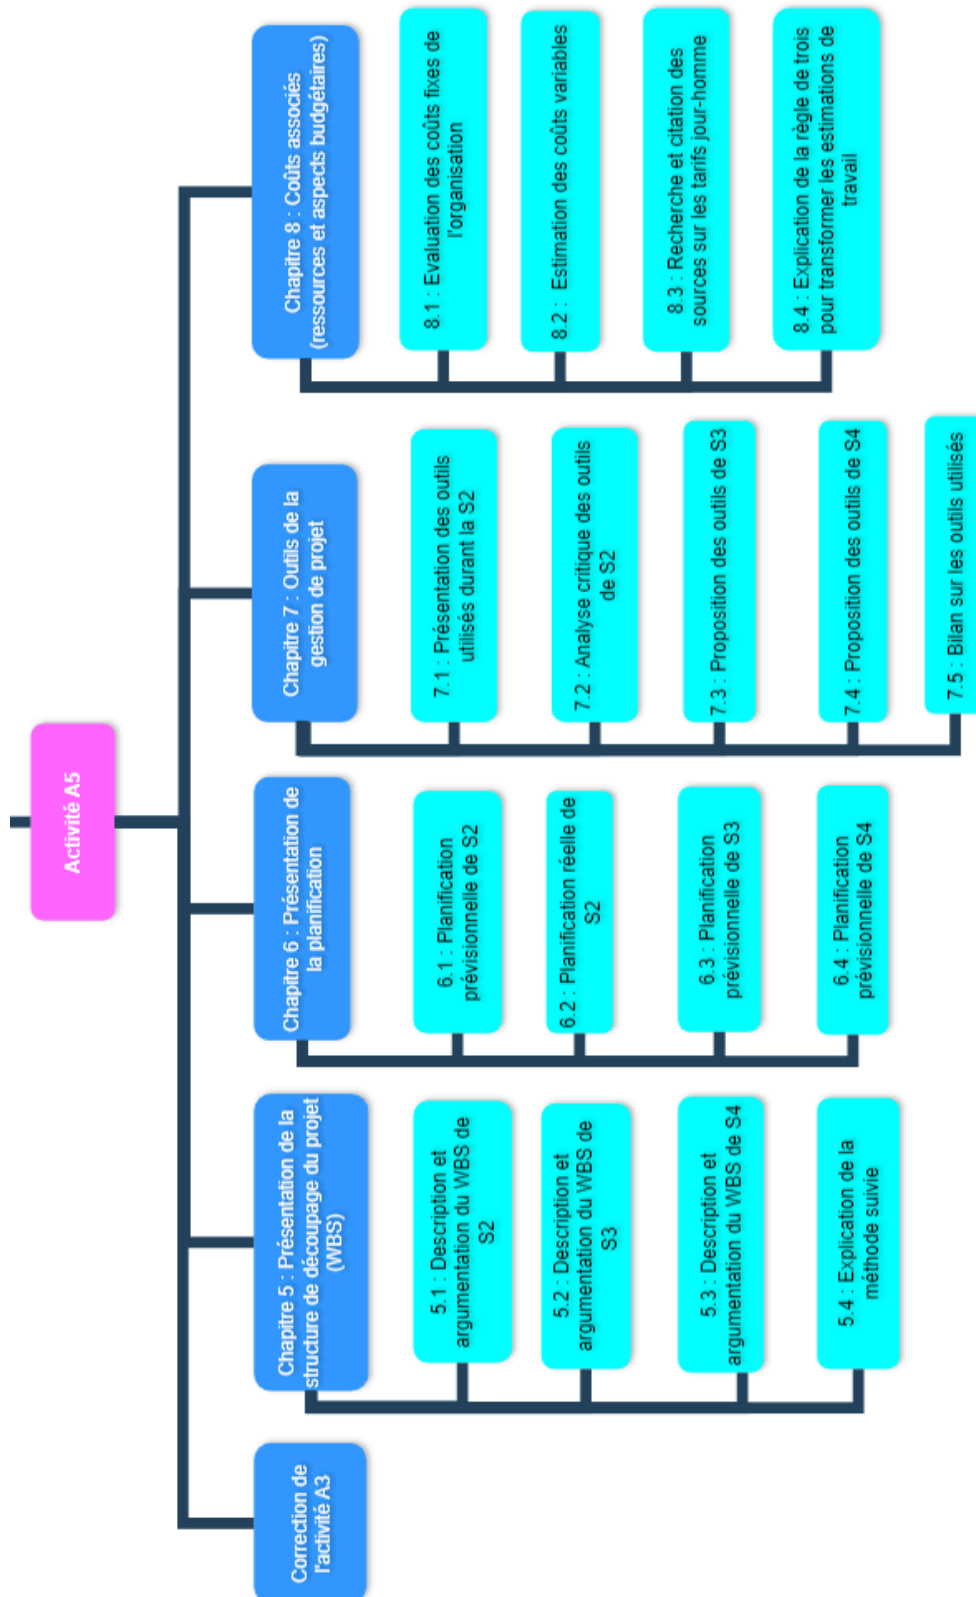 Activité A5
Correction de
l'activité A3
Chapitre 5 : Présentation de la
structure de découpage du projet
(WBS)
5.1 : Description et
argumentation du WBS de
S2
5.2 : Description et
argumentation du WBS de
S3
5.3 : Description et
argumentation du WBS de S4
5.4 : Explication de la
méthode suivie
Chapitre 6 : Présentation de
la planification
6.1 : Planification
prévisionnelle de S2
6.2 : Planification réelle de
S2
6.3 : Planification
prévisionnelle de S3
6.4 : Planification
prévisionnelle de S4
Chapitre 7 : Outils de la
gestion de projet
7.1 : Présentation des outils
utilisés durant la S2
7.2 : Analyse critique des outils
de S2
7.3 : Proposition des outils de S3
7.4 : Proposition des outils de S4
7.5 : Bilan sur les outils utilisés
Chapitre 8 : Coûts associés
(ressources et aspects budgétaires)
8.1 : Evaluation des coûts fixes de
l'organisation
8.2 : Estimation des coûts variables
8.3 : Recherche et citation des
sources sur les tarifs jour-homme
8.4 : Explication de la règle de trois
pour transformer les estimations de
travail